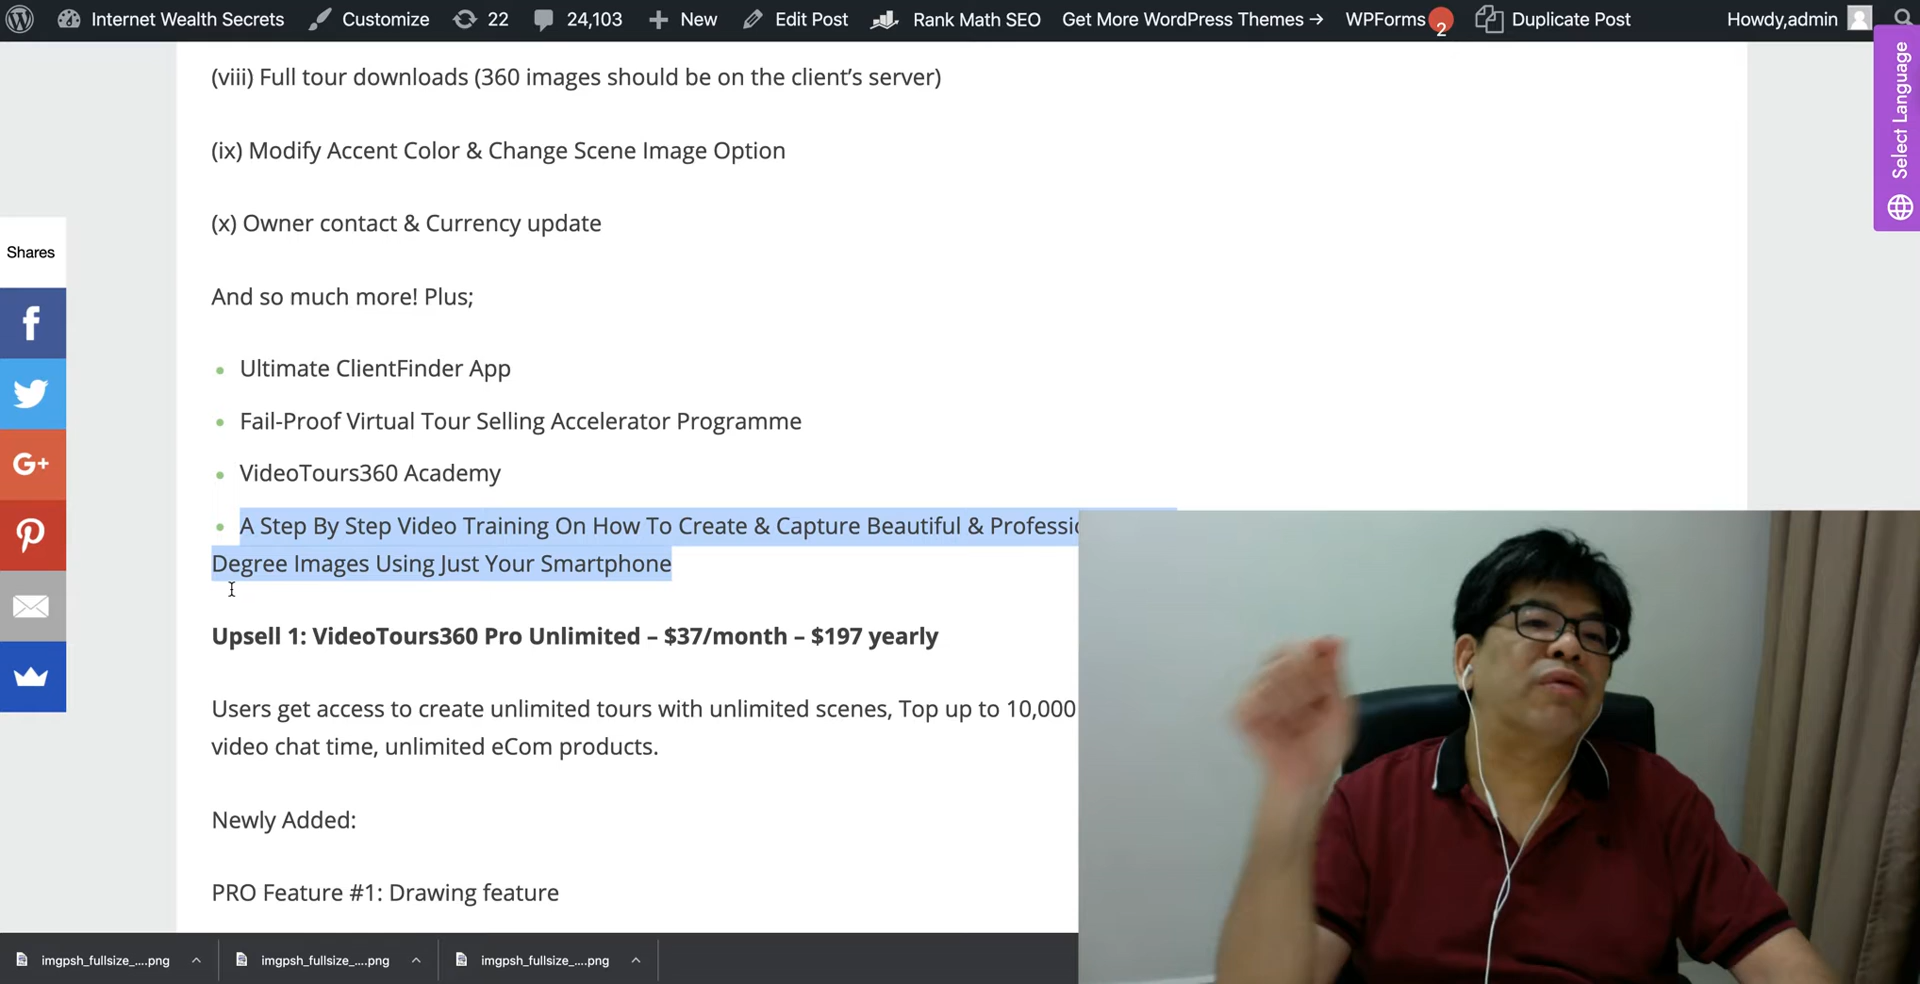 Internet Wealth Secrets Customize 22 24,103 New Edit Post Rank Math SEO Get More WordPress Themes → WPForms 2 Duplicate Post Howdy,admin
Select Language
(viii) Full tour downloads (360 images should be on the client’s server)
(ix) Modify Accent Color & Change Scene Image Option
(x) Owner contact & Currency update
Shares
And so much more! Plus;
Ultimate ClientFinder App
Fail-Proof Virtual Tour Selling Accelerator Programme
G+
VideoTours360 Academy
A Step By Step Video Training On How To Create & Capture Beautiful &
Degree Images Using Just Your Smartphone
Upsell 1: VideoTours360 Pro Unlimited – $37/month – $197 yearly
Users get access to create unlimited tours with unlimited scenes, Top up to 10,000
video chat time, unlimited eCom products.
Newly Added:
PRO Feature #1: Drawing feature
imgpsh_fullsize_....png imgpsh_fullsize_....png imgpsh_fullsize_....png